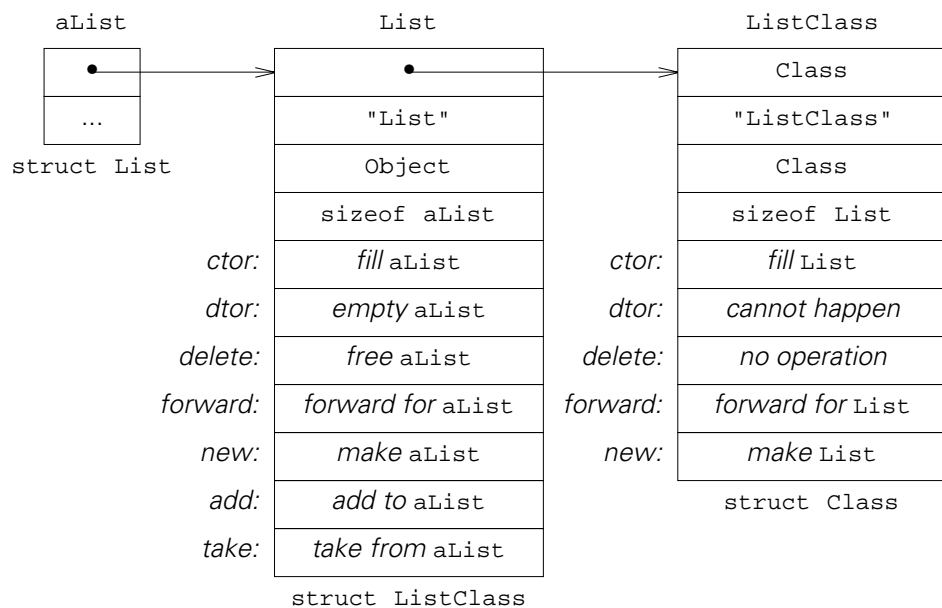 aList List ListClass
Class
... "List" "ListClass"
struct List Object Class
sizeof aList sizeof List
ctor: fill aList ctor: fill List
dtor: empty aList dtor: cannot happen
delete: free aList delete: no operation
forward: forward for aList forward: forward for List
new: make aList new: make List
add: add to aList struct Class
take: take from aList
struct ListClass